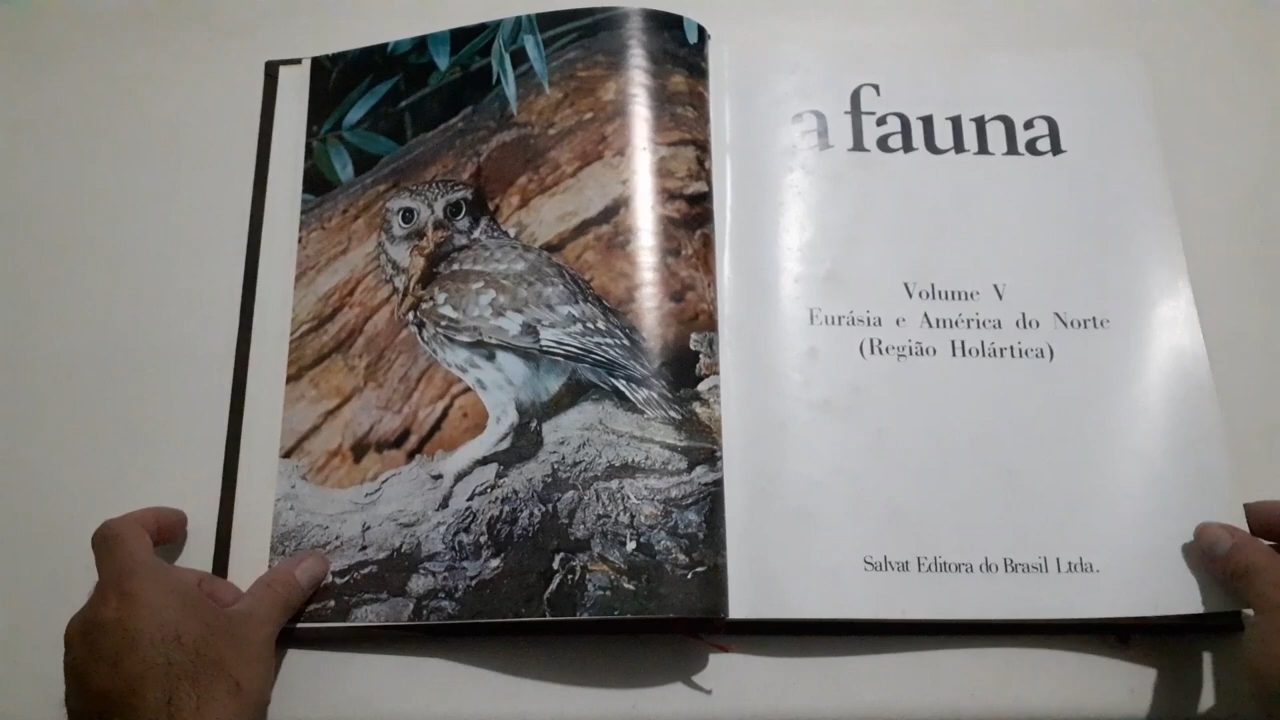 a fauna
Volume V
Eurásia e América do Norte
(Região Holártica)
Salvat Editora do Brasil Ltda.